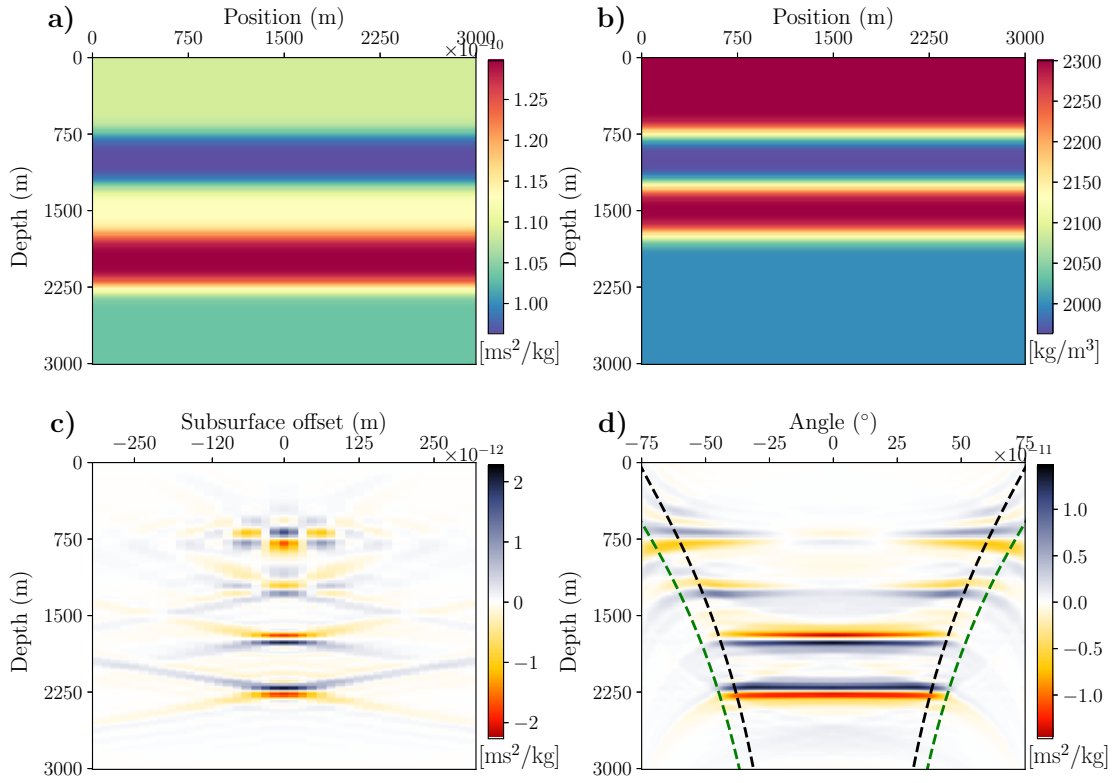 a) Position (m)
0 750 1500 2250 3000
×10⁻¹⁰
0
750
1500
2250
3000
Depth (m)
1.25
1.20
1.15
1.10
1.05
1.00
[ms²/kg]
b) Position (m)
0 750 1500 2250 3000
0
750
1500
2250
3000
Depth (m)
2300
2250
2200
2150
2100
2050
2000
[kg/m³]
c) Subsurface offset (m)
−250 −120 0 125 250
×10⁻¹²
0
750
1500
2250
3000
Depth (m)
2
1
0
−1
−2
[ms²/kg]
d) Angle (°)
−75 −50 −25 0 25 50 75
×10⁻¹¹
0
750
1500
2250
3000
Depth (m)
1.0
0.5
0.0
−0.5
−1.0
[ms²/kg]